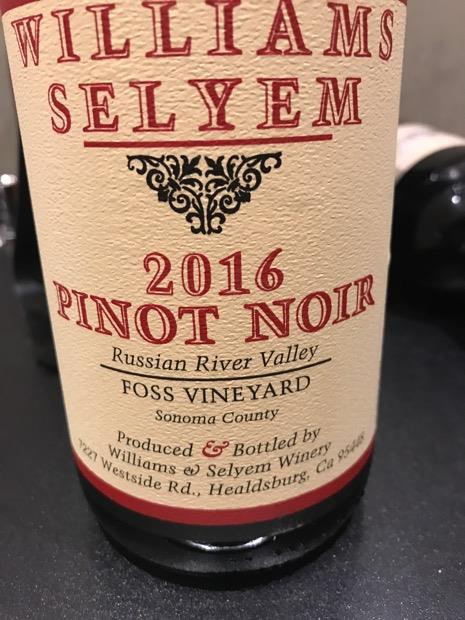 WILLIAMS
SELYEM
2016
PINOT NOIR
Russian River Valley
FOSS VINEYARD
Sonoma County
Produced & Bottled by
Williams & Selyem Winery
7227 Westside Rd., Healdsburg, Ca 95448